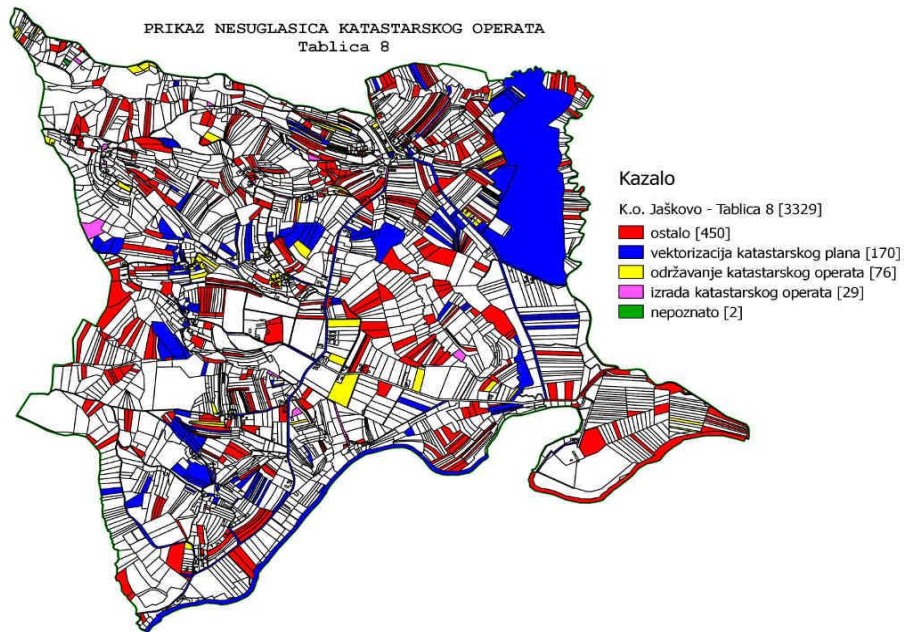 PRIKAZ NESUGLASICA KATASTARSKOG OPERATA
Tablica 8
Kazalo
K.o. Jaškovo - Tablica 8 [3329]
ostalo [450]
vektorizacija katastarskog plana [170]
održavanje katastarskog operata [76]
izrada katastarskog operata [29]
nepoznato [2]